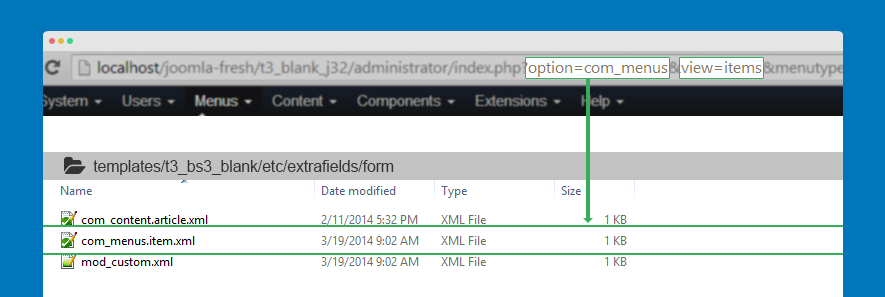 localhost/joomla-fresh/t3_blank_j32/administrator/index.php?option=com_menus&view=items&menutype
System Users Menus Content Components Extensions Help
templates/t3_bs3_blank/etc/extrafields/form
Name Date modified Type Size
com_content.article.xml 2/11/2014 5:32 PM XML File 1 KB
com_menus.item.xml 3/19/2014 9:02 AM XML File 1 KB
mod_custom.xml 3/19/2014 9:02 AM XML File 1 KB